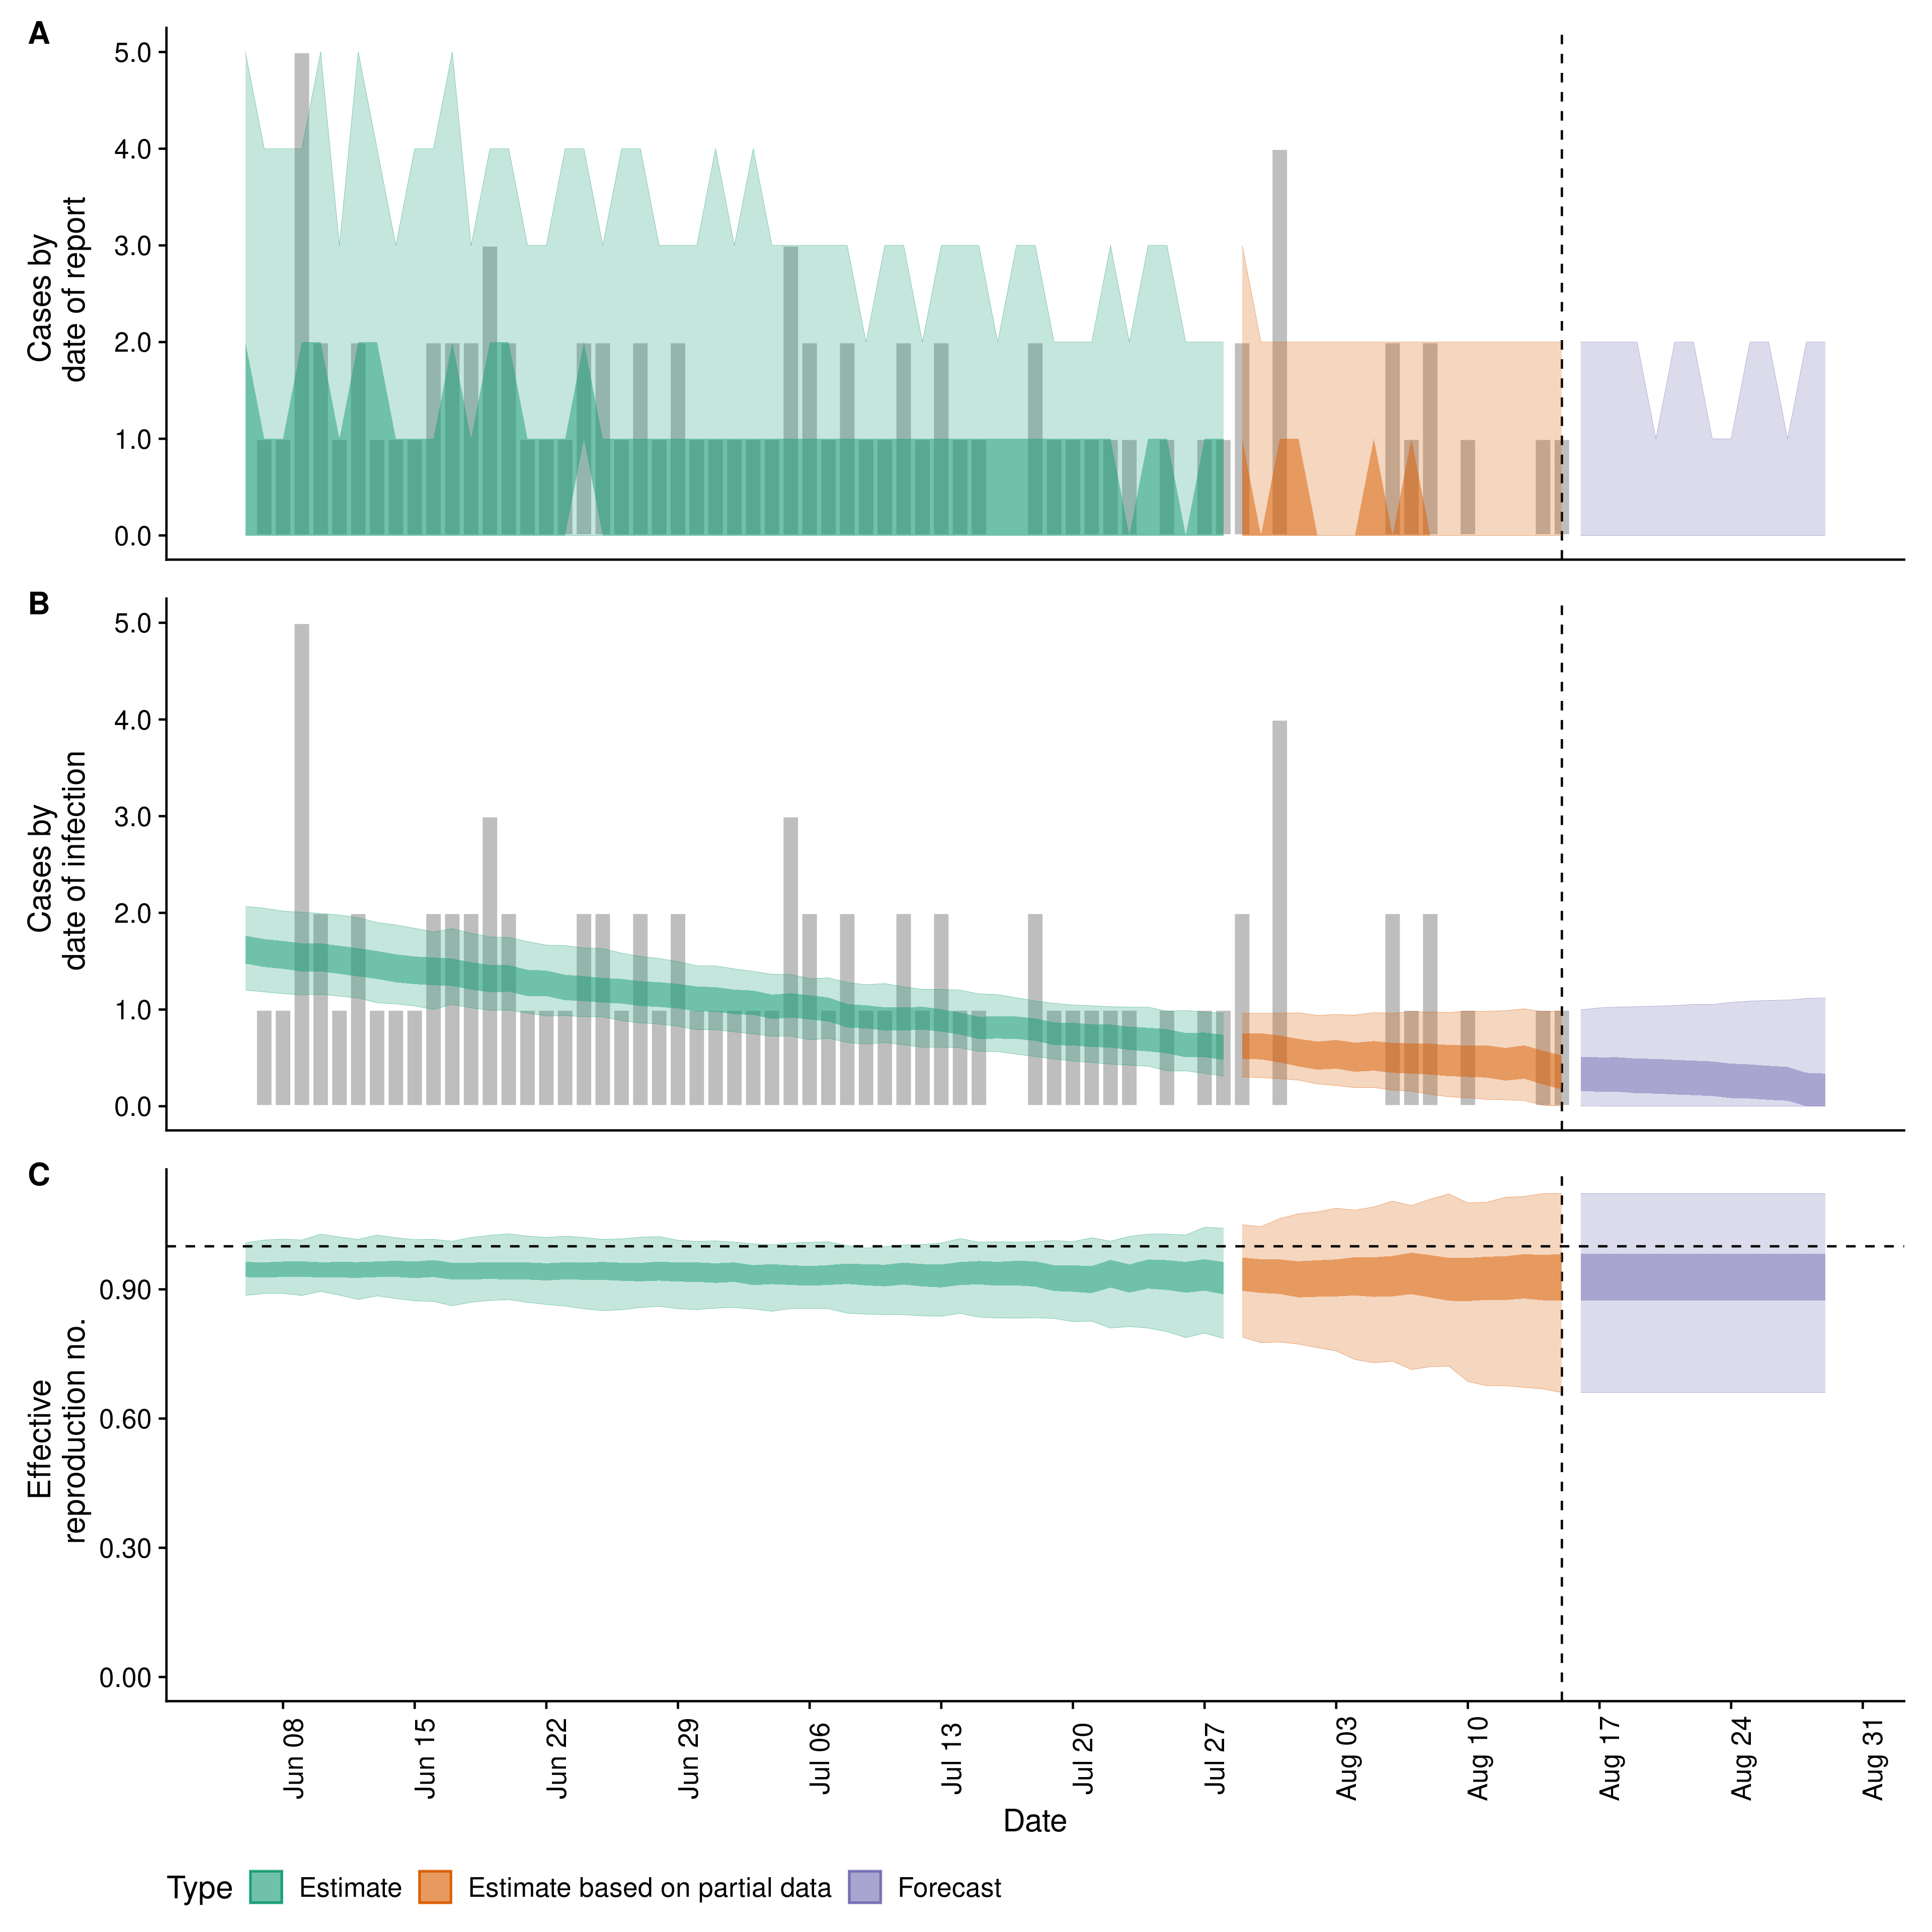 A
Cases by
date of report
5.0
4.0
3.0
2.0
1.0
0.0
B
Cases by
date of infection
5.0
4.0
3.0
2.0
1.0
0.0
C
Effective
reproduction no.
0.90
0.60
0.30
0.00
Jun 08
Jun 15
Jun 22
Jun 29
Jul 06
Jul 13
Jul 20
Jul 27
Aug 03
Aug 10
Aug 17
Aug 24
Aug 31
Date
Type Estimate Estimate based on partial data Forecast